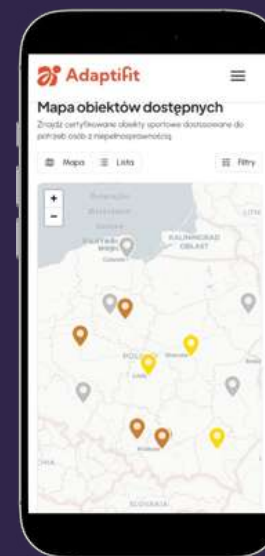 Adaptifit
Mapa obiektów dostępnych
Znajdź certyfikowane obiekty sportowe dostosowane do
potrzeb osób z niepełnosprawnością
Mapa
Lista
Filtry
+
−
KALININGRAD
OBLAST